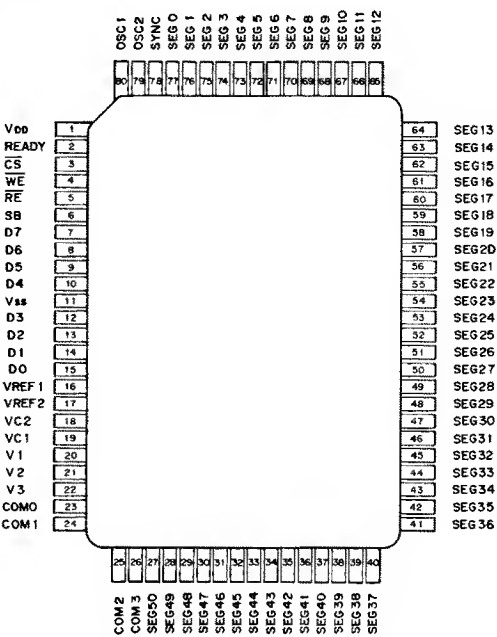 OSC1 OSC2 SYNC SEG0 SEG1 SEG2 SEG3 SEG4 SEG5 SEG6 SEG7 SEG8 SEG9 SEG10 SEG11 SEG12
80 79 78 77 76 75 74 73 72 71 70 69 68 67 66 65
VDD 1 64 SEG13
READY 2 63 SEG14
C̅S̅ 3 62 SEG15
W̅E̅ 4 61 SEG16
R̅E̅ 5 60 SEG17
SB 6 59 SEG18
D7 7 58 SEG19
D6 8 57 SEG20
D5 9 56 SEG21
D4 10 55 SEG22
Vss 11 54 SEG23
D3 12 53 SEG24
D2 13 52 SEG25
D1 14 51 SEG26
D0 15 50 SEG27
VREF1 16 49 SEG28
VREF2 17 48 SEG29
VC2 18 47 SEG30
VC1 19 46 SEG31
V1 20 45 SEG32
V2 21 44 SEG33
V3 22 43 SEG34
COM0 23 42 SEG35
COM1 24 41 SEG36
25 26 27 28 29 30 31 32 33 34 35 36 37 38 39 40
COM2 COM3 SEG50 SEG49 SEG48 SEG47 SEG46 SEG45 SEG44 SEG43 SEG42 SEG41 SEG40 SEG39 SEG38 SEG37